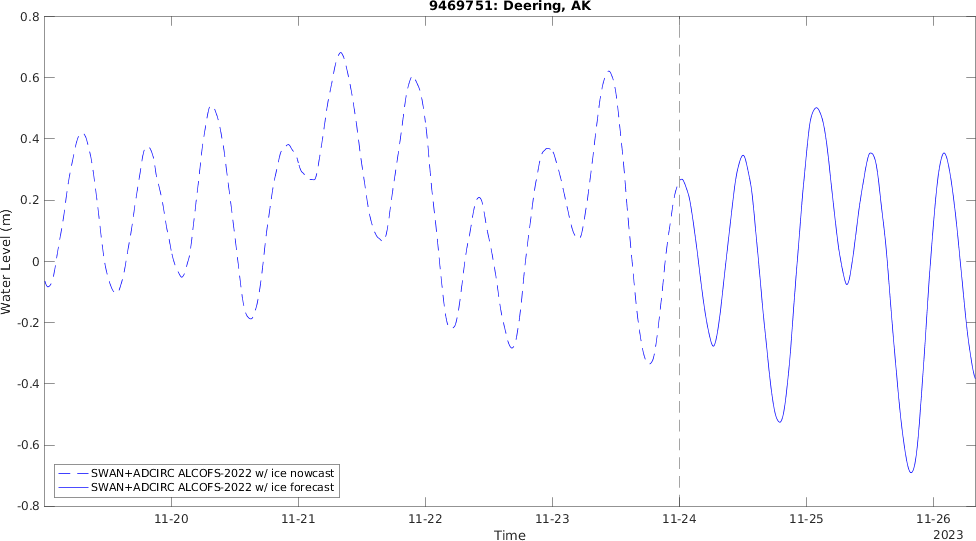 9469751: Deering, AK
0.8
0.6
0.4
0.2
0
-0.2
-0.4
-0.6
-0.8
Water Level (m)
SWAN+ADCIRC ALCOFS-2022 w/ ice nowcast
SWAN+ADCIRC ALCOFS-2022 w/ ice forecast
11-20 11-21 11-22 11-23 11-24 11-25 11-26
Time
2023